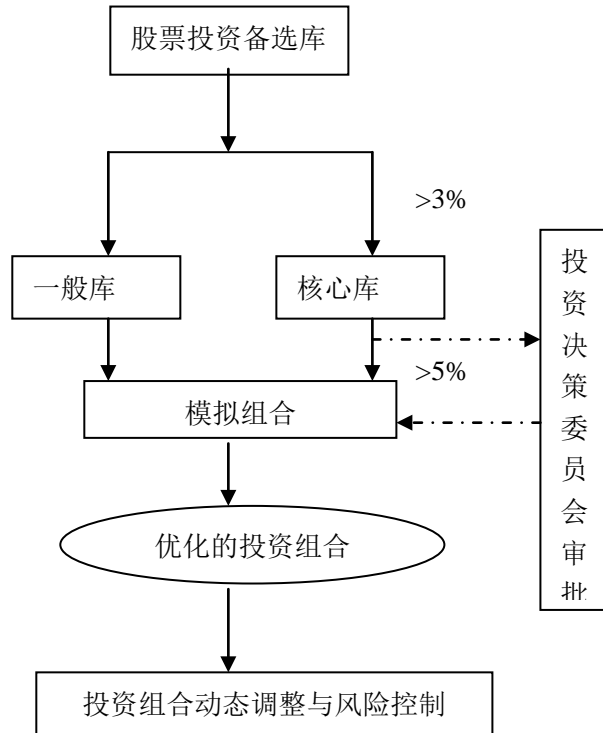 股票投资备选库
>3%
一般库
核心库
>5%
模拟组合
优化的投资组合
投资组合动态调整与风险控制
投
资
决
策
委
员
会
审
批